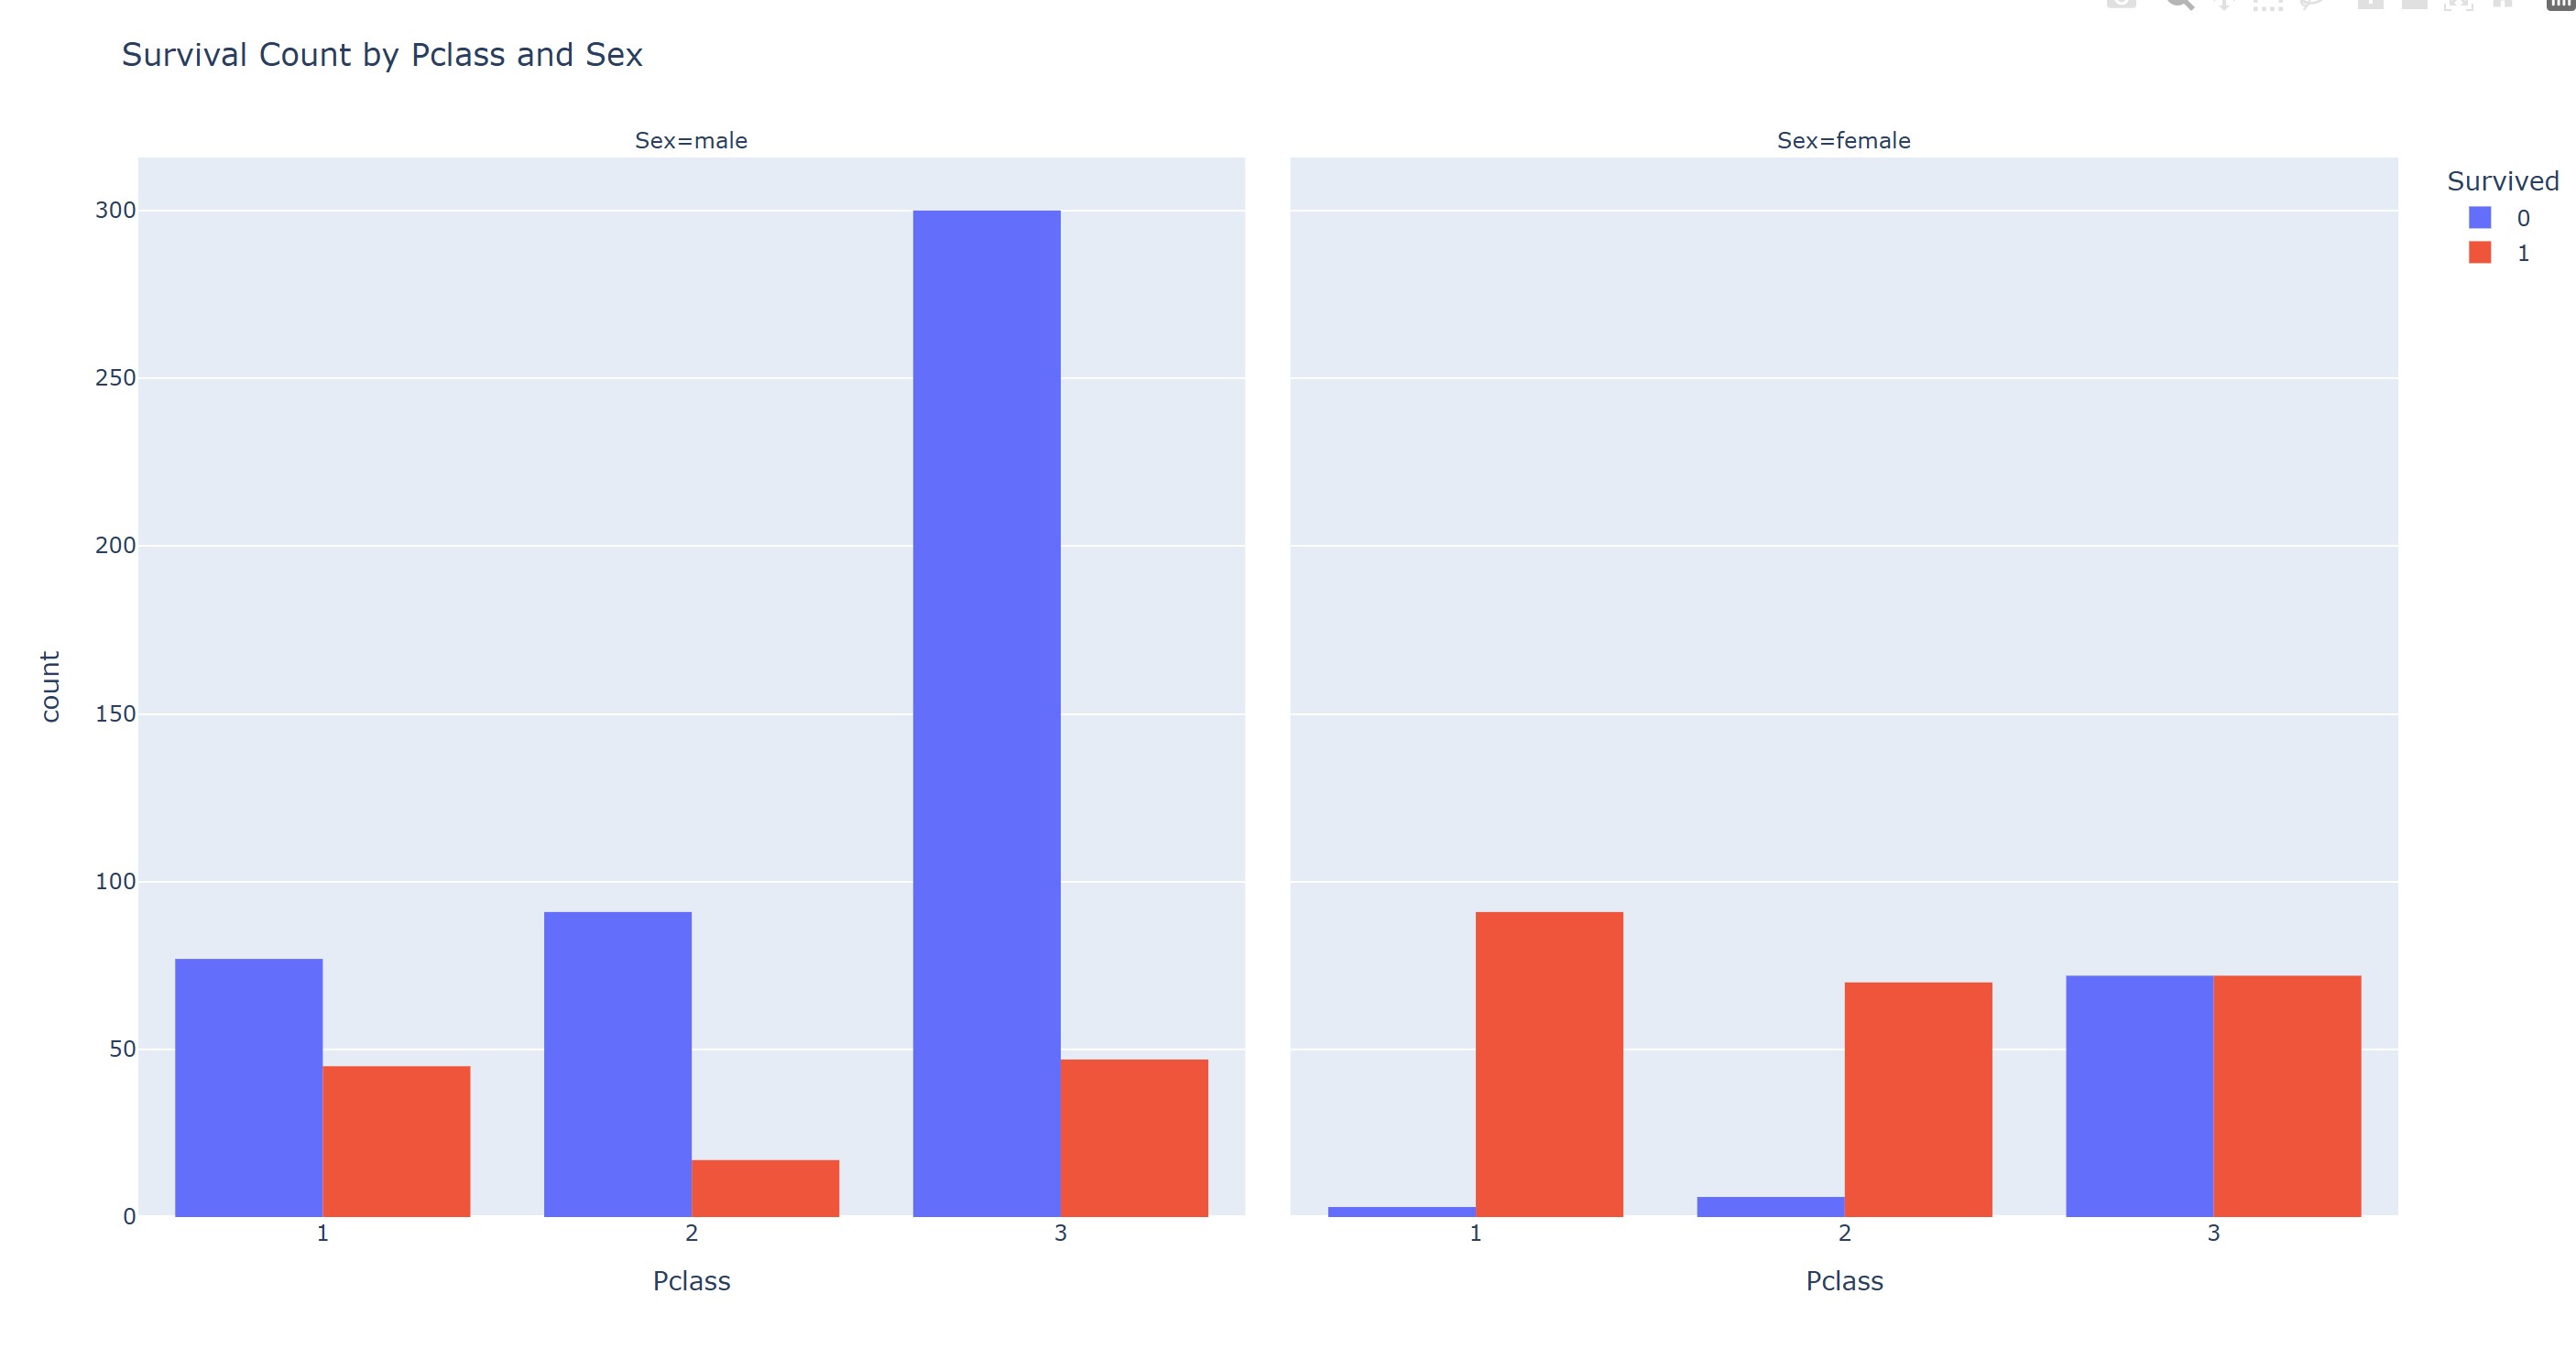 Survival Count by Pclass and Sex
Sex=male
Sex=female
Survived
0
1
300
250
200
150
100
50
0
count
1
2
3
1
2
3
Pclass
Pclass